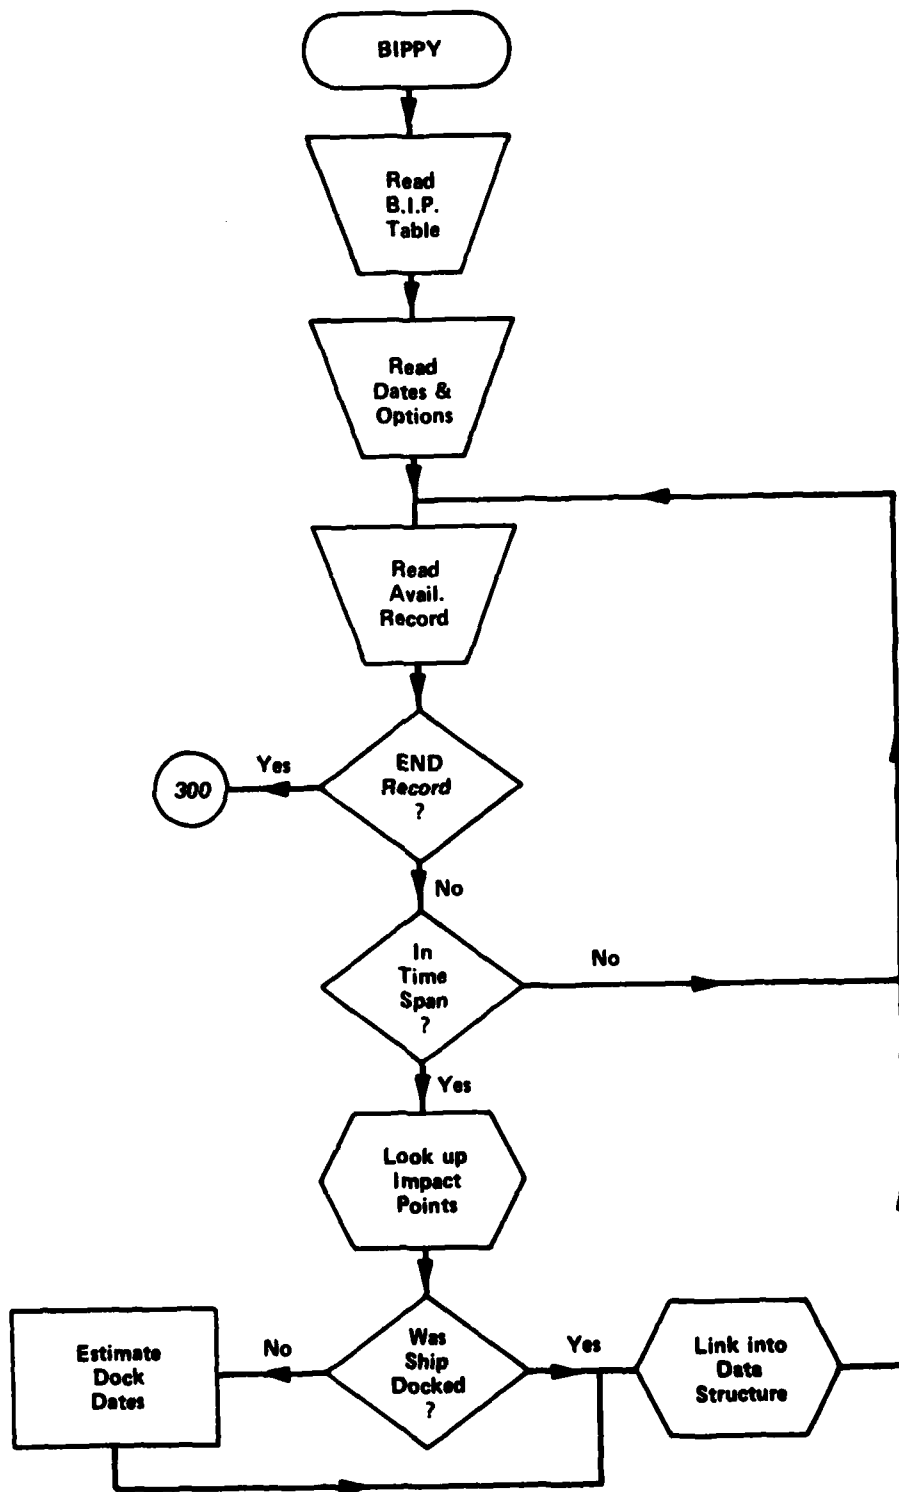 BIPPY
Read
B.I.P.
Table
Read
Dates &
Options
Read
Avail.
Record
END
Record
?
Yes
300
No
In
Time
Span
?
No
Yes
Look up
Impact
Points
Was
Ship
Docked
?
No
Yes
Estimate
Dock
Dates
Link into
Data
Structure